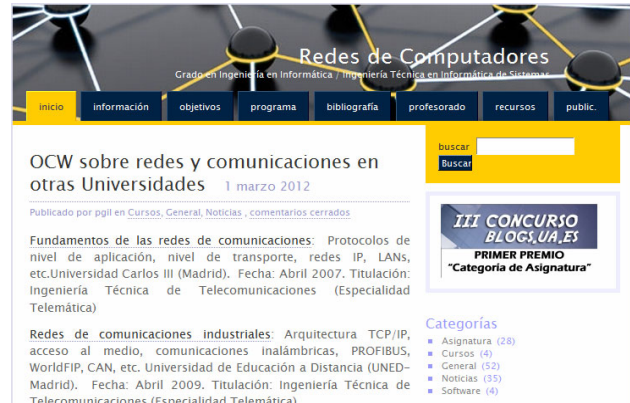 Redes de Computadores
Grado en Ingeniería en Informática / Ingeniería Técnica en Informática de Sistemas
inicio información objetivos programa bibliografía profesorado recursos public.
OCW sobre redes y comunicaciones en
otras Universidades 1 marzo 2012
Publicado por pgil en Cursos, General, Noticias , comentarios cerrados
Fundamentos de las redes de comunicaciones: Protocolos de
nivel de aplicación, nivel de transporte, redes IP, LANs,
etc.Universidad Carlos III (Madrid). Fecha: Abril 2007. Titulación:
Ingeniería Técnica de Telecomunicaciones (Especialidad
Telemática)
Redes de comunicaciones industriales: Arquitectura TCP/IP,
acceso al medio, comunicaciones inalámbricas, PROFIBUS,
WorldFIP, CAN, etc. Universidad de Educación a Distancia (UNED-
Madrid). Fecha: Abril 2009. Titulación: Ingeniería Técnica de
Telecomunicaciones (Especialidad Telemática)
buscar
Buscar
III CONCURSO
BLOGS.UA.ES
PRIMER PREMIO
"Categoría de Asignatura"
Categorías
Asignatura (28)
Cursos (4)
General (52)
Noticias (35)
Software (4)